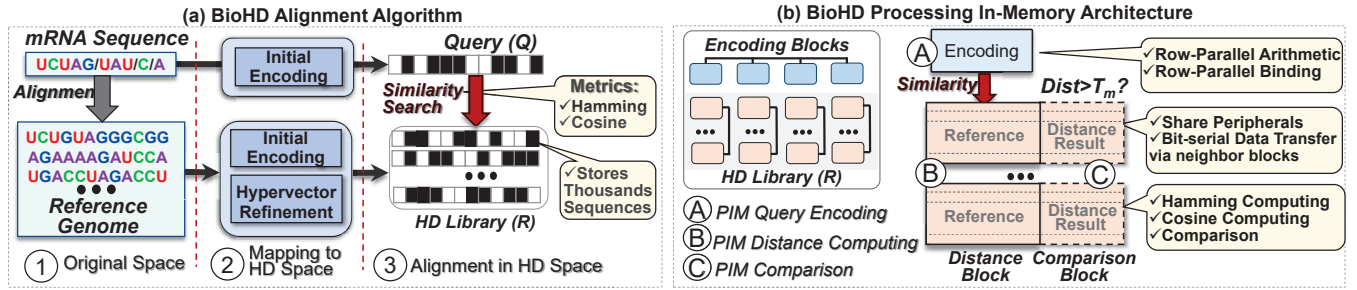 (a) BioHD Alignment Algorithm
mRNA Sequence
UCUAG/UAU/C/A
Alignmen
UCUGUAGGGCGG
AGAAAAGAUCCA
UGACCUAGACCU
Reference
Genome
1 Original Space
Initial
Encoding
Initial
Encoding
Hypervector
Refinement
2 Mapping to
HD Space
Query (Q)
Similarity
Search
Metrics:
✓Hamming
✓Cosine
✓Stores
Thousands
Sequences
HD Library (R)
3 Alignment in HD Space
(b) BioHD Processing In-Memory Architecture
Encoding Blocks
HD Library (R)
A PIM Query Encoding
B PIM Distance Computing
C PIM Comparison
A Encoding
Similarity
Dist>Tm?
Reference
Distance
Result
B
C
Reference
Distance
Result
Distance
Block
Comparison
Block
✓Row-Parallel Arithmetic
✓Row-Parallel Binding
✓Share Peripherals
✓Bit-serial Data Transfer
via neighbor blocks
✓Hamming Computing
✓Cosine Computing
✓Comparison